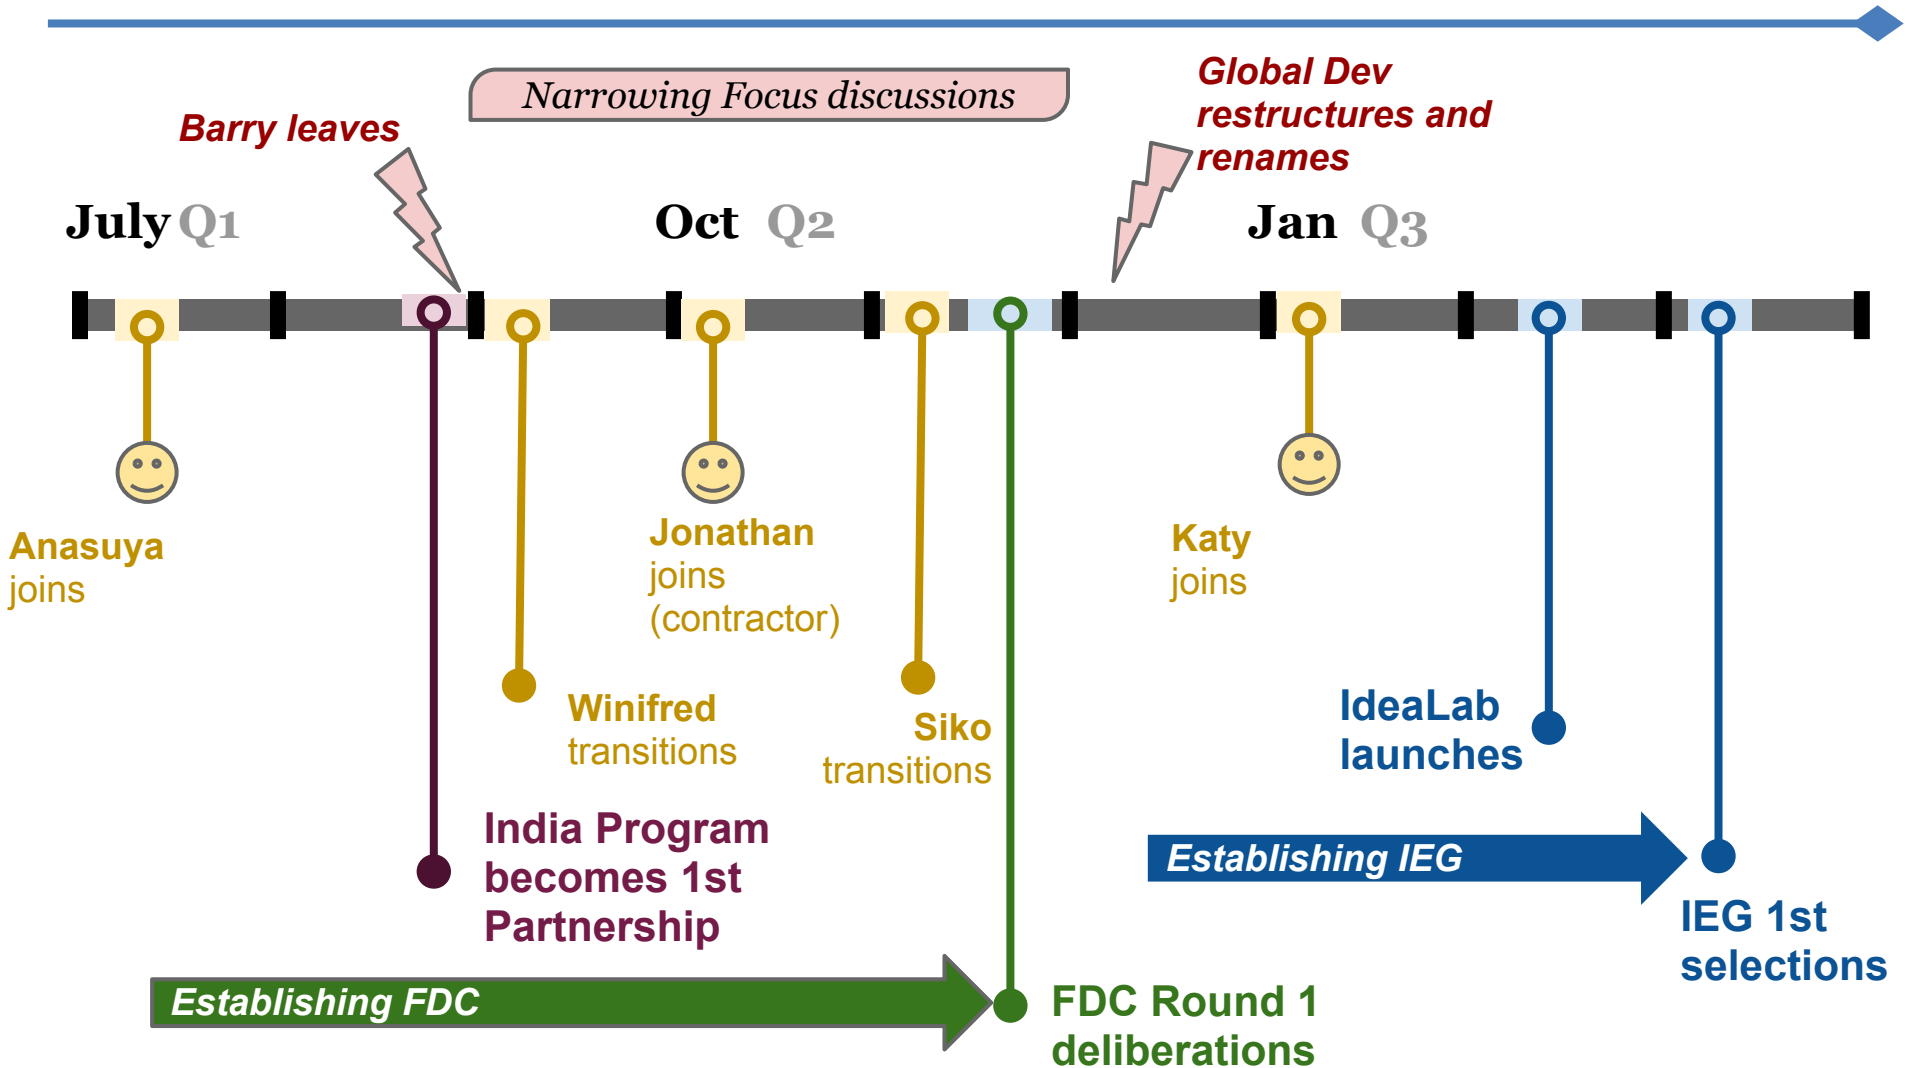 Narrowing Focus discussions
Global Dev
restructures and
renames
Barry leaves
July Q1
Oct Q2
Jan Q3
Anasuya
joins
Jonathan
joins
(contractor)
Katy
joins
Winifred
transitions
Siko
transitions
IdeaLab
launches
India Program
becomes 1st
Partnership
Establishing IEG
IEG 1st
selections
Establishing FDC
FDC Round 1
deliberations